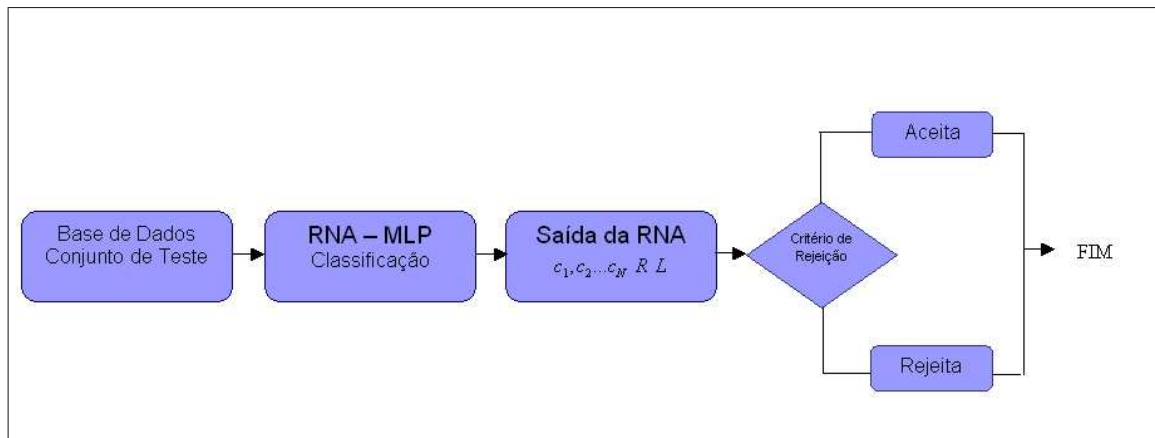 Base de Dados
Conjunto de Teste
RNA – MLP
Classificação
Saída da RNA
c₁,c₂...c_N R L
Critério de
Rejeição
Aceita
Rejeita
FIM